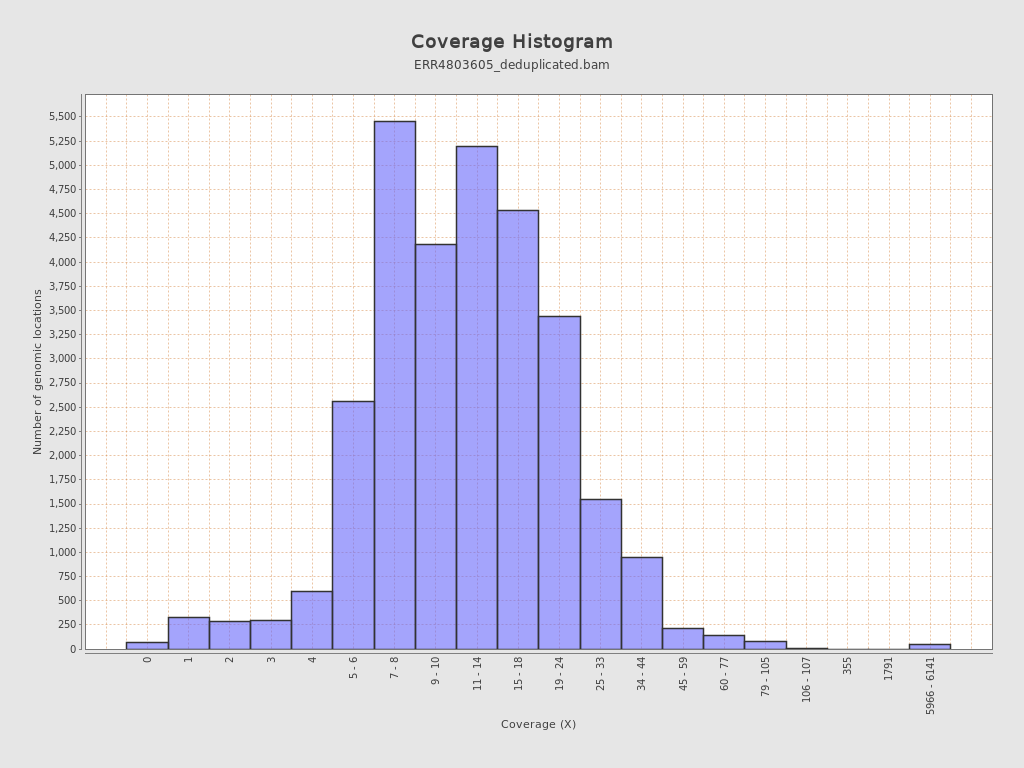 Coverage Histogram
ERR4803605_deduplicated.bam
Number of genomic locations
5,500
5,250
5,000
4,750
4,500
4,250
4,000
3,750
3,500
3,250
3,000
2,750
2,500
2,250
2,000
1,750
1,500
1,250
1,000
750
500
250
0
0
1
2
3
4
5 - 6
7 - 8
9 - 10
11 - 14
15 - 18
19 - 24
25 - 33
34 - 44
45 - 59
60 - 77
79 - 105
106 - 107
355
1791
5966 - 6141
Coverage (X)